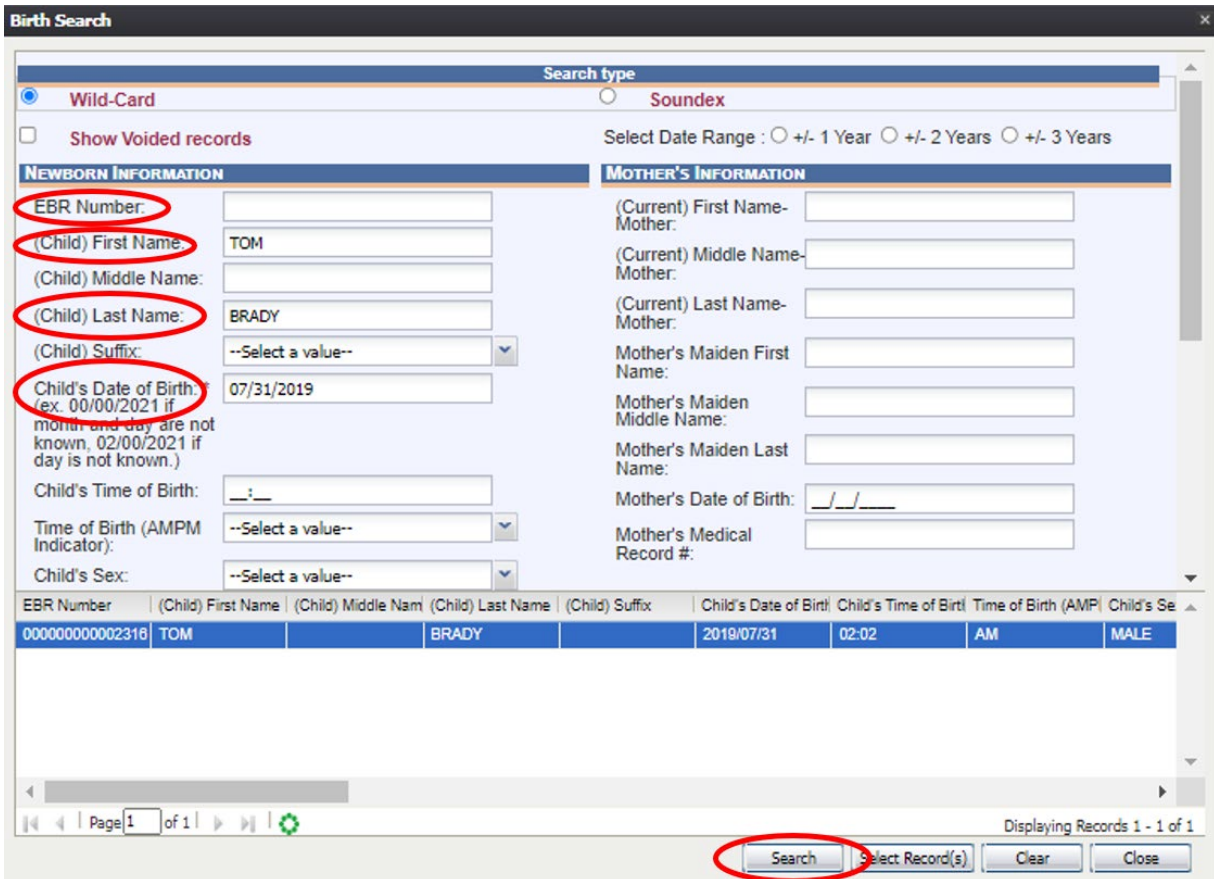 Birth Search
×
Search type
Wild-Card
Soundex
Show Voided records
Select Date Range : +/- 1 Year +/- 2 Years +/- 3 Years
NEWBORN INFORMATION
EBR Number:
(Child) First Name: TOM
(Child) Middle Name:
(Child) Last Name: BRADY
(Child) Suffix: --Select a value--
Child's Date of Birth: * 07/31/2019
(ex. 00/00/2021 if
month and day are not
known, 02/00/2021 if
day is not known.)
Child's Time of Birth: __:__
Time of Birth (AMPM --Select a value--
Indicator):
Child's Sex: --Select a value--
MOTHER'S INFORMATION
(Current) First Name-
Mother:
(Current) Middle Name-
Mother:
(Current) Last Name-
Mother:
Mother's Maiden First
Name:
Mother's Maiden
Middle Name:
Mother's Maiden Last
Name:
Mother's Date of Birth: __/__/____
Mother's Medical
Record #:
EBR Number (Child) First Name (Child) Middle Nam (Child) Last Name (Child) Suffix Child's Date of Birtl Child's Time of Birtl Time of Birth (AMPI Child's Se
000000000002316 TOM BRADY 2019/07/31 02:02 AM MALE
Page 1 of 1
Displaying Records 1 - 1 of 1
Search Select Record(s) Clear Close